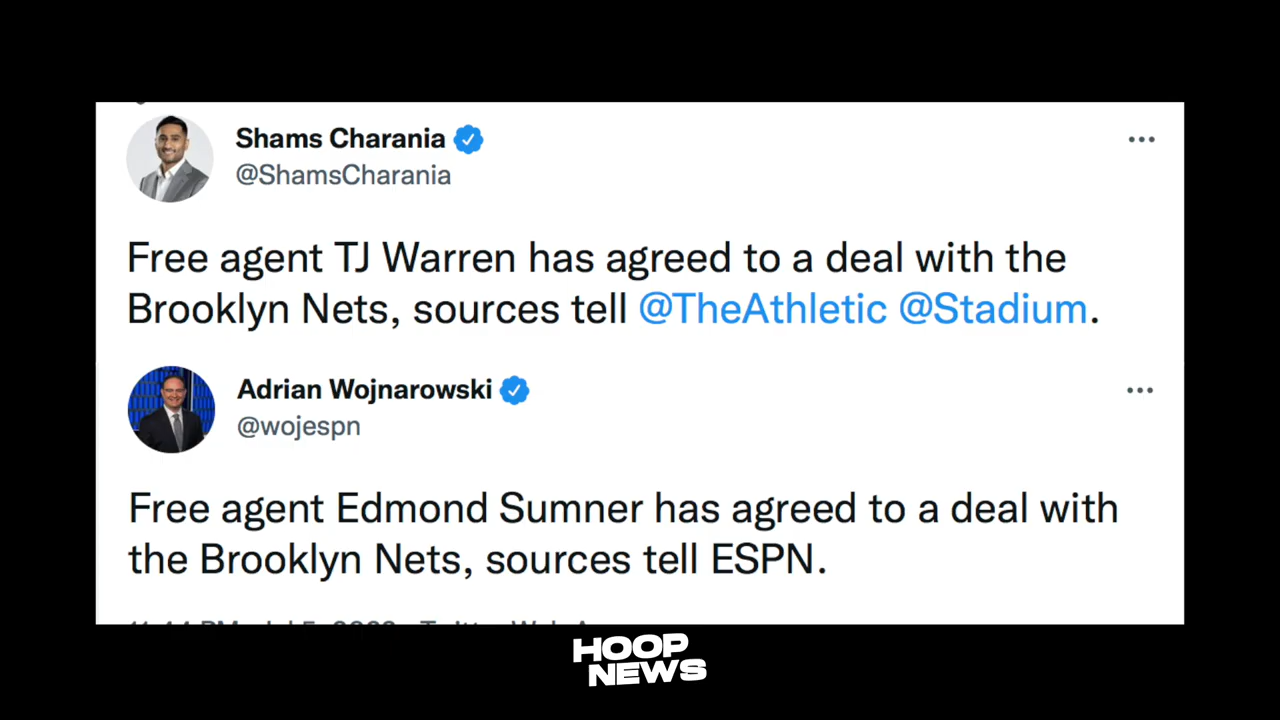 Shams Charania
@ShamsCharania
Free agent TJ Warren has agreed to a deal with the
Brooklyn Nets, sources tell @TheAthletic @Stadium.
Adrian Wojnarowski
@wojespn
Free agent Edmond Sumner has agreed to a deal with
the Brooklyn Nets, sources tell ESPN.
HOOP
NEWS